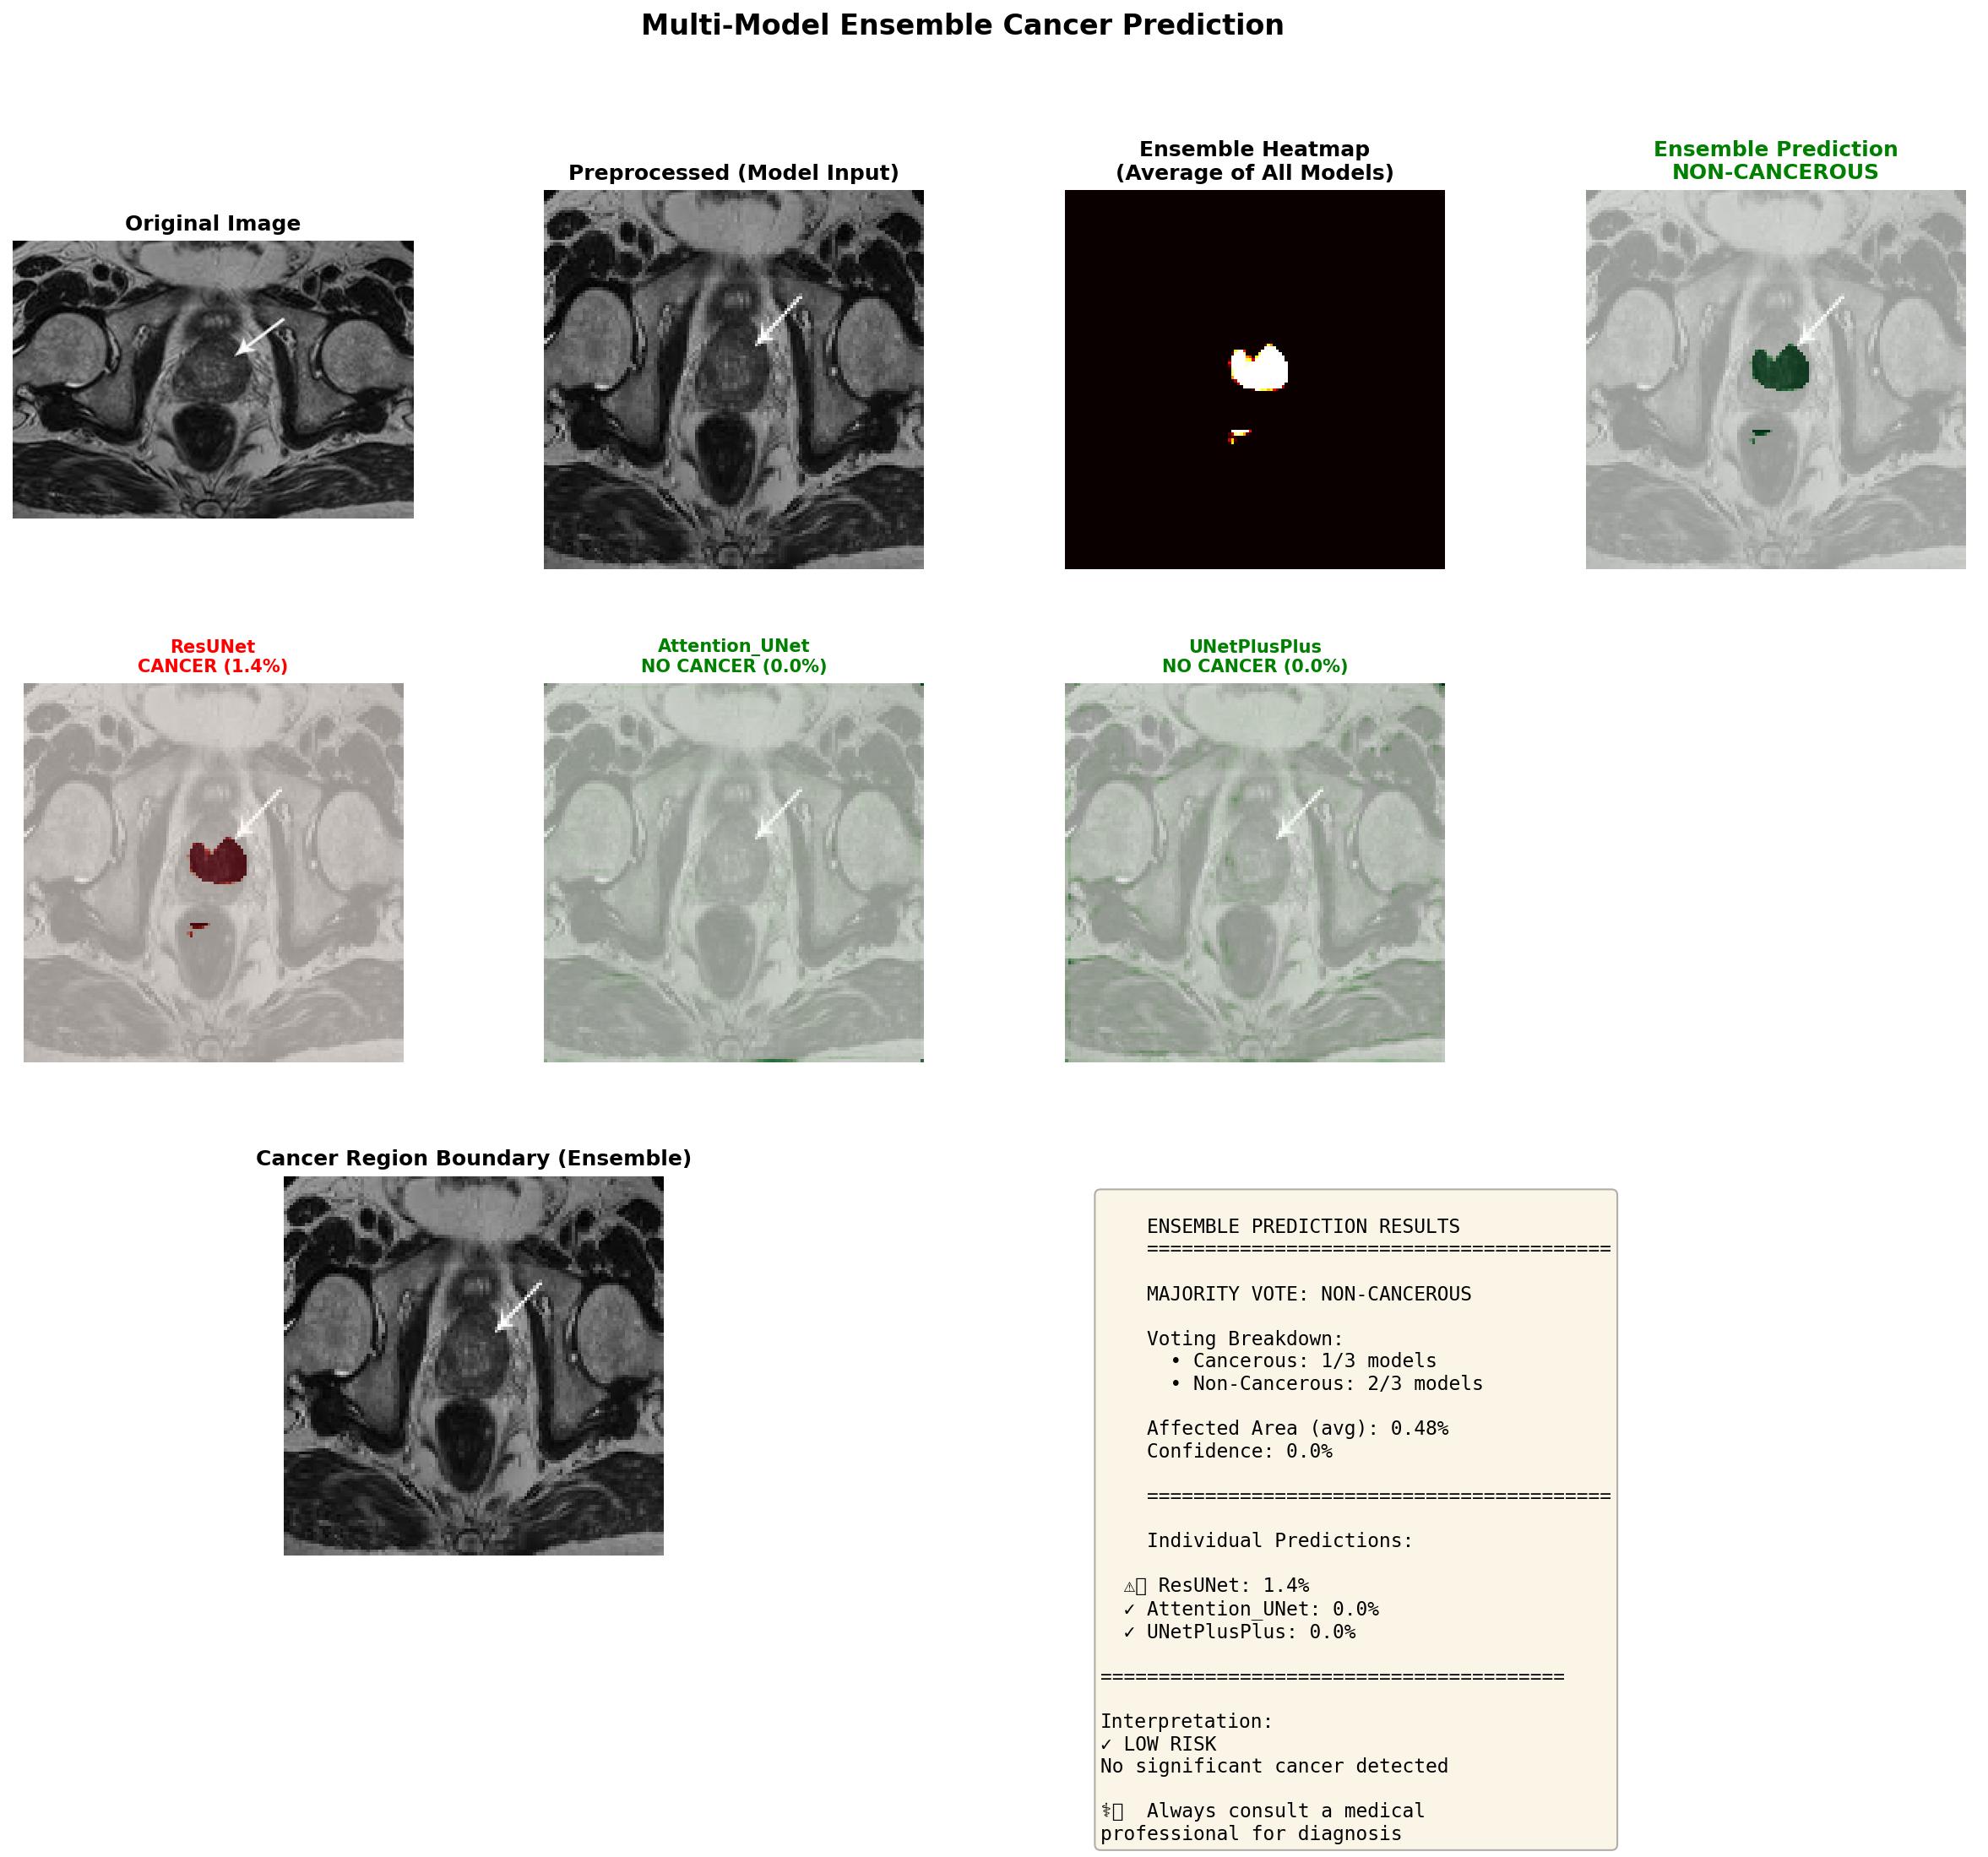 Multi-Model Ensemble Cancer Prediction
Original Image
Preprocessed (Model Input)
Ensemble Heatmap
(Average of All Models)
Ensemble Prediction
NON-CANCEROUS
ResUNet
CANCER (1.4%)
Attention_UNet
NO CANCER (0.0%)
UNetPlusPlus
NO CANCER (0.0%)
Cancer Region Boundary (Ensemble)
ENSEMBLE PREDICTION RESULTS
========================================
MAJORITY VOTE: NON-CANCEROUS
Voting Breakdown:
• Cancerous: 1/3 models
• Non-Cancerous: 2/3 models
Affected Area (avg): 0.48%
Confidence: 0.0%
========================================
Individual Predictions:
⚠▯ ResUNet: 1.4%
✓ Attention_UNet: 0.0%
✓ UNetPlusPlus: 0.0%
========================================
Interpretation:
✓ LOW RISK
No significant cancer detected
⚕▯ Always consult a medical
professional for diagnosis